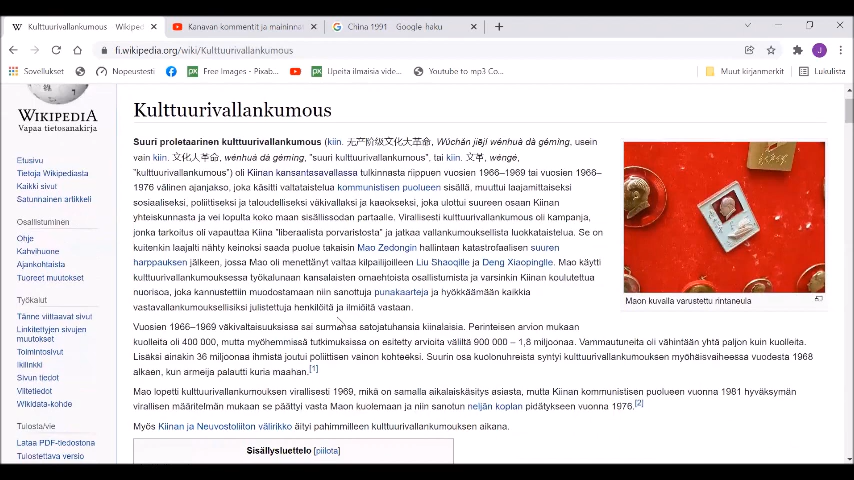 Kulttuurivallankumous – Wikiped
Kanavan kommentit ja maininnan
China 1991 - Google-haku
fi.wikipedia.org/wiki/Kulttuurivallankumous
J
Sovellukset
Nopeustesti
Free Images - Pixab...
Upeita ilmaisia vide...
Youtube to mp3 Co...
Muut kirjanmerkit
Lukulista
WIKIPEDIA
Vapaa tietosanakirja
Etusivu
Tietoja Wikipediasta
Kaikki sivut
Satunnainen artikkeli
Osallistuminen
Ohje
Kahvihuone
Ajankohtaista
Tuoreet muutokset
Työkalut
Tänne viittaavat sivut
Linkitettyjen sivujen
muutokset
Toimintosivut
Ikilinkki
Sivun tiedot
Viitetiedot
Wikidata-kohde
Tulosta/vie
Lataa PDF-tiedostona
Tulostettava versio
Kulttuurivallankumous
Suuri proletaarinen kulttuurivallankumous (kiin. 无产阶级文化大革命, Wúchǎn jiējí wénhuà dà gémìng, usein
vain kiin. 文化大革命, wénhuà dà gémìng, "suuri kulttuurivallankumous", tai kiin. 文革, wéngé,
"kulttuurivallankumous") oli Kiinan kansantasavallassa tulkinnasta riippuen vuosien 1966–1969 tai vuosien 1966–
1976 välinen ajanjakso, joka käsitti valtataistelua kommunistisen puolueen sisällä, muuttui laajamittaiseksi
sosiaaliseksi, poliittiseksi ja taloudelliseksi väkivallaksi ja kaaokseksi, joka ulottui suureen osaan Kiinan
yhteiskunnasta ja vei lopulta koko maan sisällissodan partaalle. Virallisesti kulttuurivallankumous oli kampanja,
jonka tarkoitus oli vapauttaa Kiina "liberaalista porvaristosta" ja jatkaa vallankumouksellista luokkataistelua. Se on
kuitenkin laajalti nähty keinoksi saada puolue takaisin Mao Zedongin hallintaan katastrofaalisen suuren
harppauksen jälkeen, jossa Mao oli menettänyt valtaa kilpailijoilleen Liu Shaoqille ja Deng Xiaopingille. Mao käytti
kulttuurivallankumouksessa työkalunaan kansalaisten omaehtoista osallistumista ja varsinkin Kiinan koulutettua
nuorisoa, joka kannustettiin muodostamaan niin sanottuja punakaarteja ja hyökkäämään kaikkia
vastavallankumouksellisiksi julistettuja henkilöitä ja ilmiöitä vastaan.
Maon kuvalla varustettu rintaneula
Vuosien 1966–1969 väkivaltaisuuksissa sai surmansa satojatuhansia kiinalaisia. Perinteisen arvion mukaan
kuolleita oli 400 000, mutta myöhemmissä tutkimuksissa on esitetty arvioita väliltä 900 000 – 1,8 miljoonaa. Vammautuneita oli vähintään yhtä paljon kuin kuolleita.
Lisäksi ainakin 36 miljoonaa ihmistä joutui poliittisen vainon kohteeksi. Suurin osa kuolonuhreista syntyi kulttuurivallankumouksen myöhäisvaiheessa vuodesta 1968
alkaen, kun armeija palautti kuria maahan.[1]
Mao lopetti kulttuurivallankumouksen virallisesti 1969, mikä on samalla aikalaiskäsitys asiasta, mutta Kiinan kommunistisen puolueen vuonna 1981 hyväksymän
virallisen määritelmän mukaan se päättyi vasta Maon kuolemaan ja niin sanotun neljän koplan pidätykseen vuonna 1976.[2]
Myös Kiinan ja Neuvostoliiton välirikko äityi pahimmilleen kulttuurivallankumouksen aikana.
Sisällysluettelo [piilota]